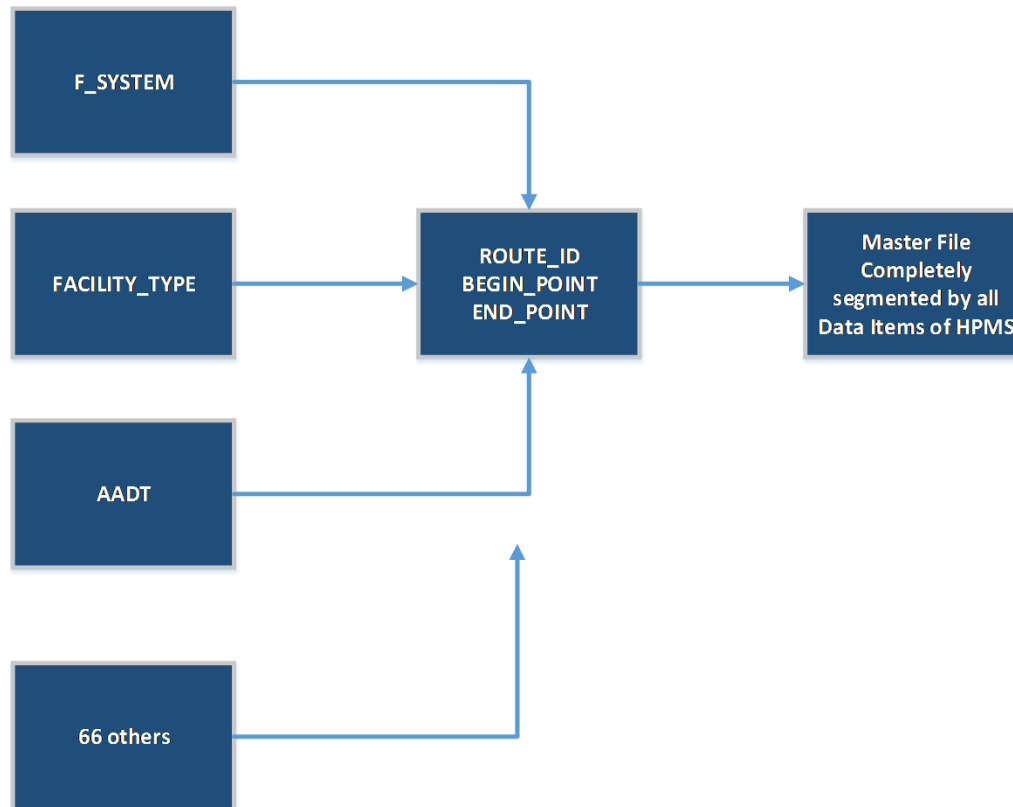 F_SYSTEM
FACILITY_TYPE
AADT
66 others
ROUTE_ID
BEGIN_POINT
END_POINT
Master File
Completely
segmented by all
Data Items of HPMS